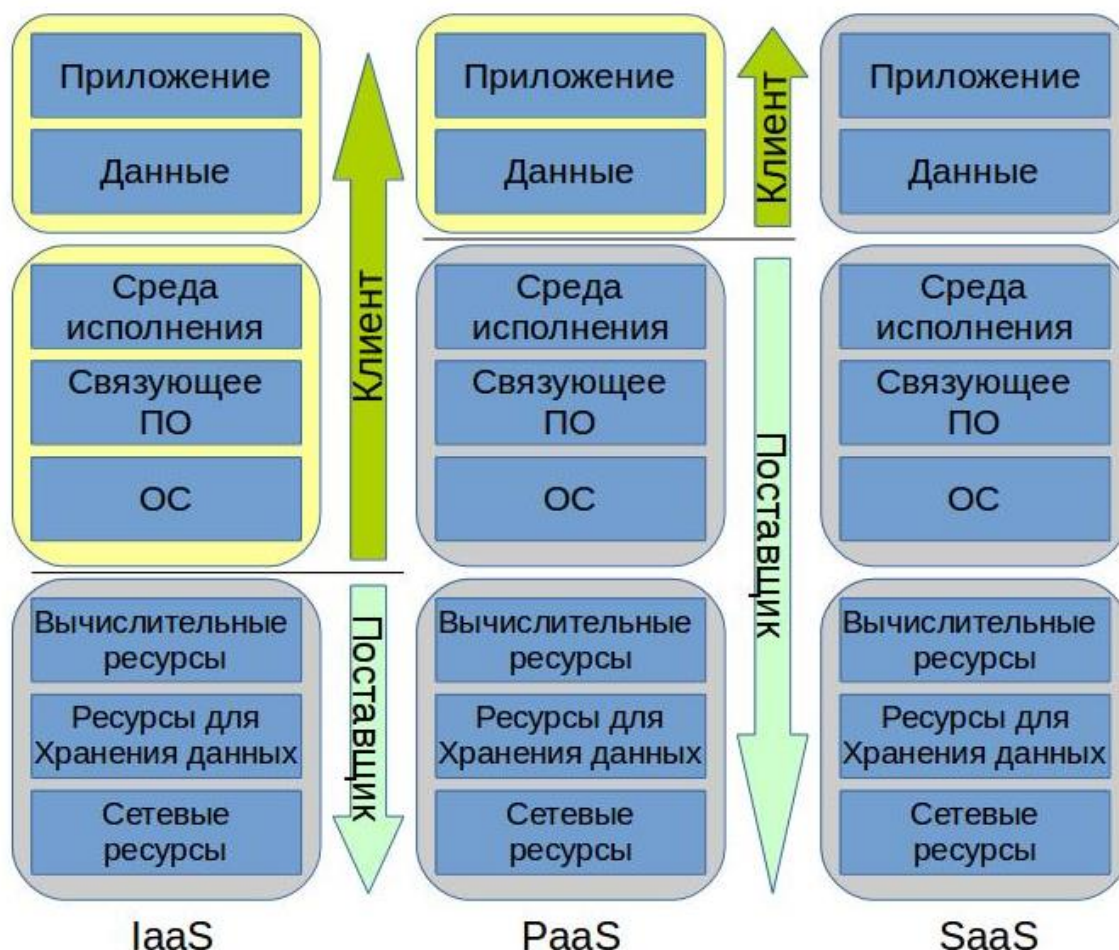 Приложение
Данные
Среда
исполнения
Связующее
ПО
ОС
Вычислительные
ресурсы
Ресурсы для
Хранения данных
Сетевые
ресурсы
IaaS
Клиент
Поставщик
Приложение
Данные
Среда
исполнения
Связующее
ПО
ОС
Вычислительные
ресурсы
Ресурсы для
Хранения данных
Сетевые
ресурсы
PaaS
Клиент
Поставщик
Приложение
Данные
Среда
исполнения
Связующее
ПО
ОС
Вычислительные
ресурсы
Ресурсы для
Хранения данных
Сетевые
ресурсы
SaaS